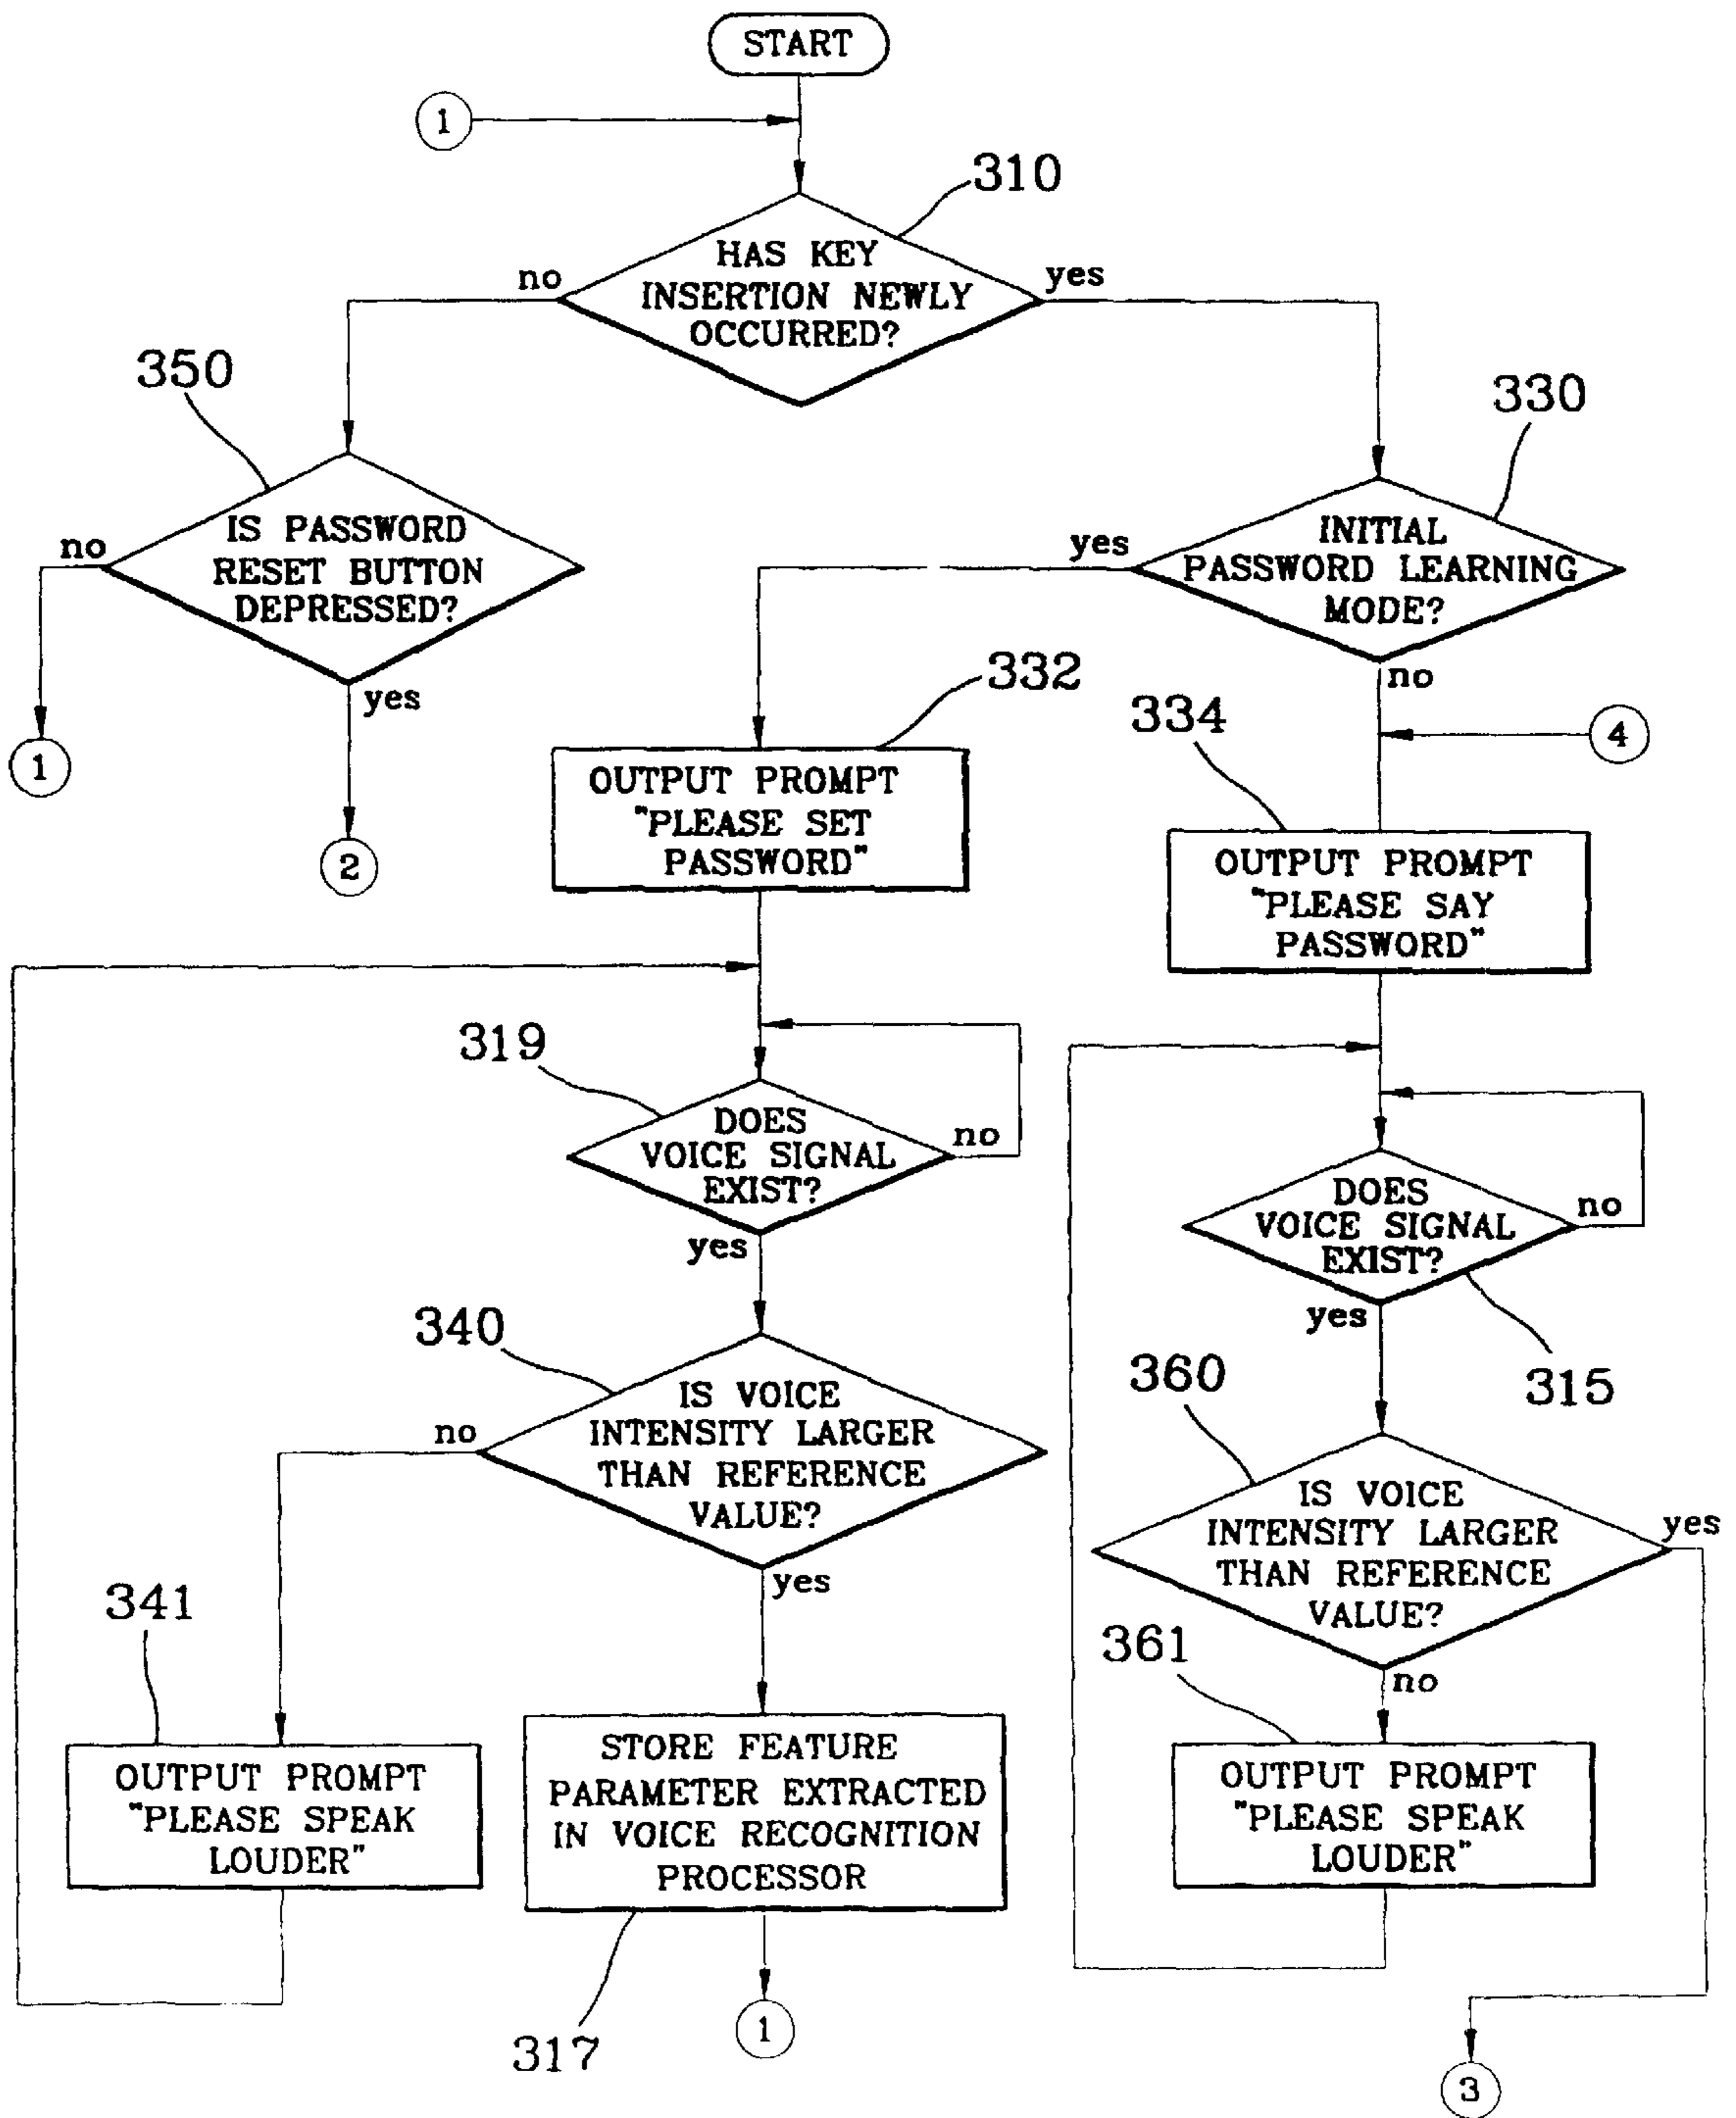 START
1
310
HAS KEY
INSERTION NEWLY
OCCURRED?
no
yes
350
IS PASSWORD
RESET BUTTON
DEPRESSED?
no
yes
1
2
330
INITIAL
PASSWORD LEARNING
MODE?
yes
no
332
OUTPUT PROMPT
"PLEASE SET
PASSWORD"
334
4
OUTPUT PROMPT
"PLEASE SAY
PASSWORD"
319
DOES
VOICE SIGNAL
EXIST?
no
yes
DOES
VOICE SIGNAL
EXIST?
no
yes
315
340
IS VOICE
INTENSITY LARGER
THAN REFERENCE
VALUE?
no
yes
360
IS VOICE
INTENSITY LARGER
THAN REFERENCE
VALUE?
yes
no
341
OUTPUT PROMPT
"PLEASE SPEAK
LOUDER"
STORE FEATURE
PARAMETER EXTRACTED
IN VOICE RECOGNITION
PROCESSOR
317
1
361
OUTPUT PROMPT
"PLEASE SPEAK
LOUDER"
3